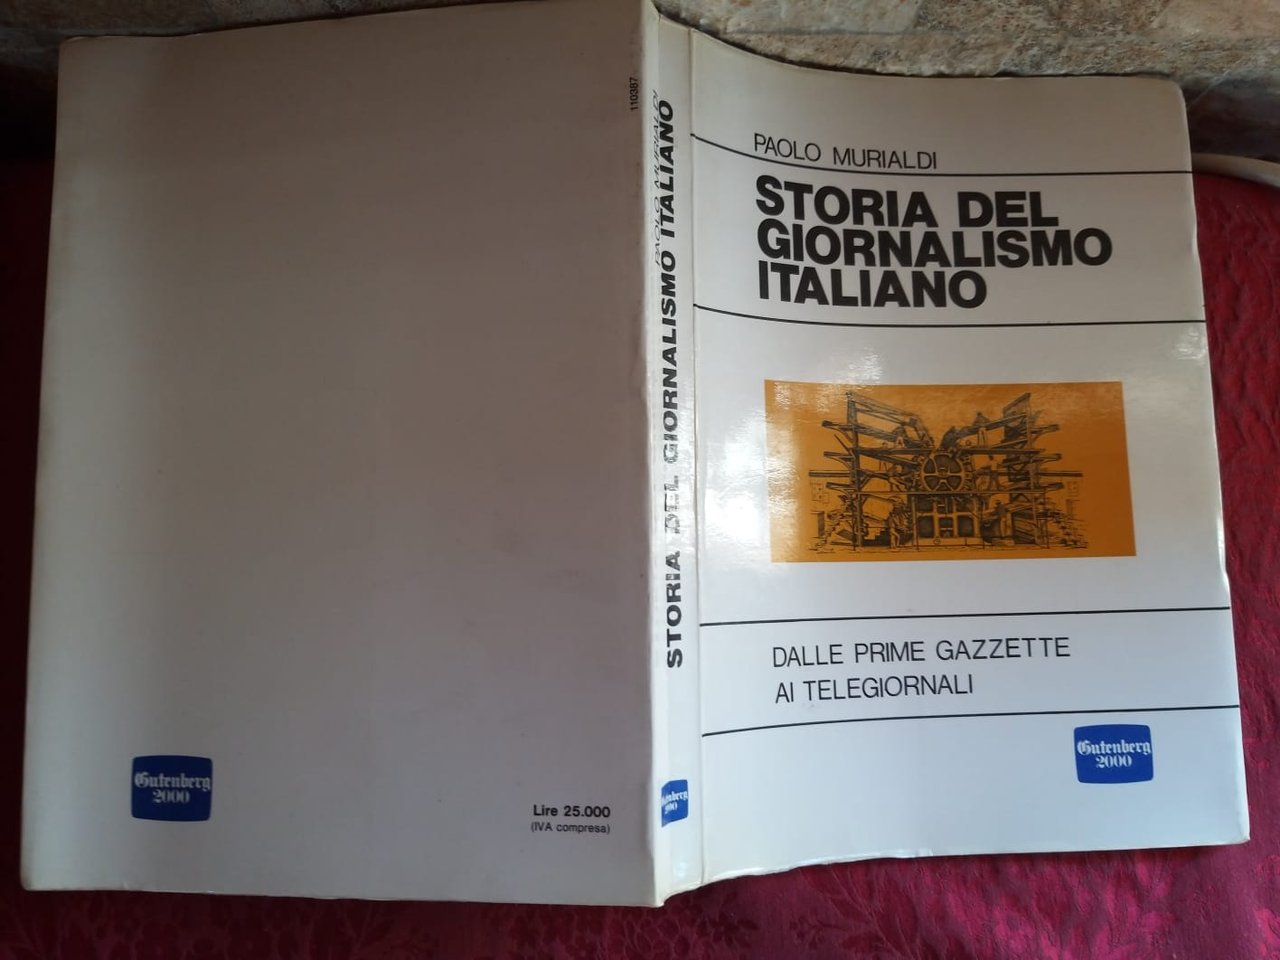 Gutenberg
2000
Lire 25.000
(IVA compresa)
110387
PAOLO MURIALDI
STORIA DEL GIORNALISMO ITALIANO
Gutenberg
2000
PAOLO MURIALDI
STORIA DEL
GIORNALISMO
ITALIANO
DALLE PRIME GAZZETTE
AI TELEGIORNALI
Gutenberg
2000